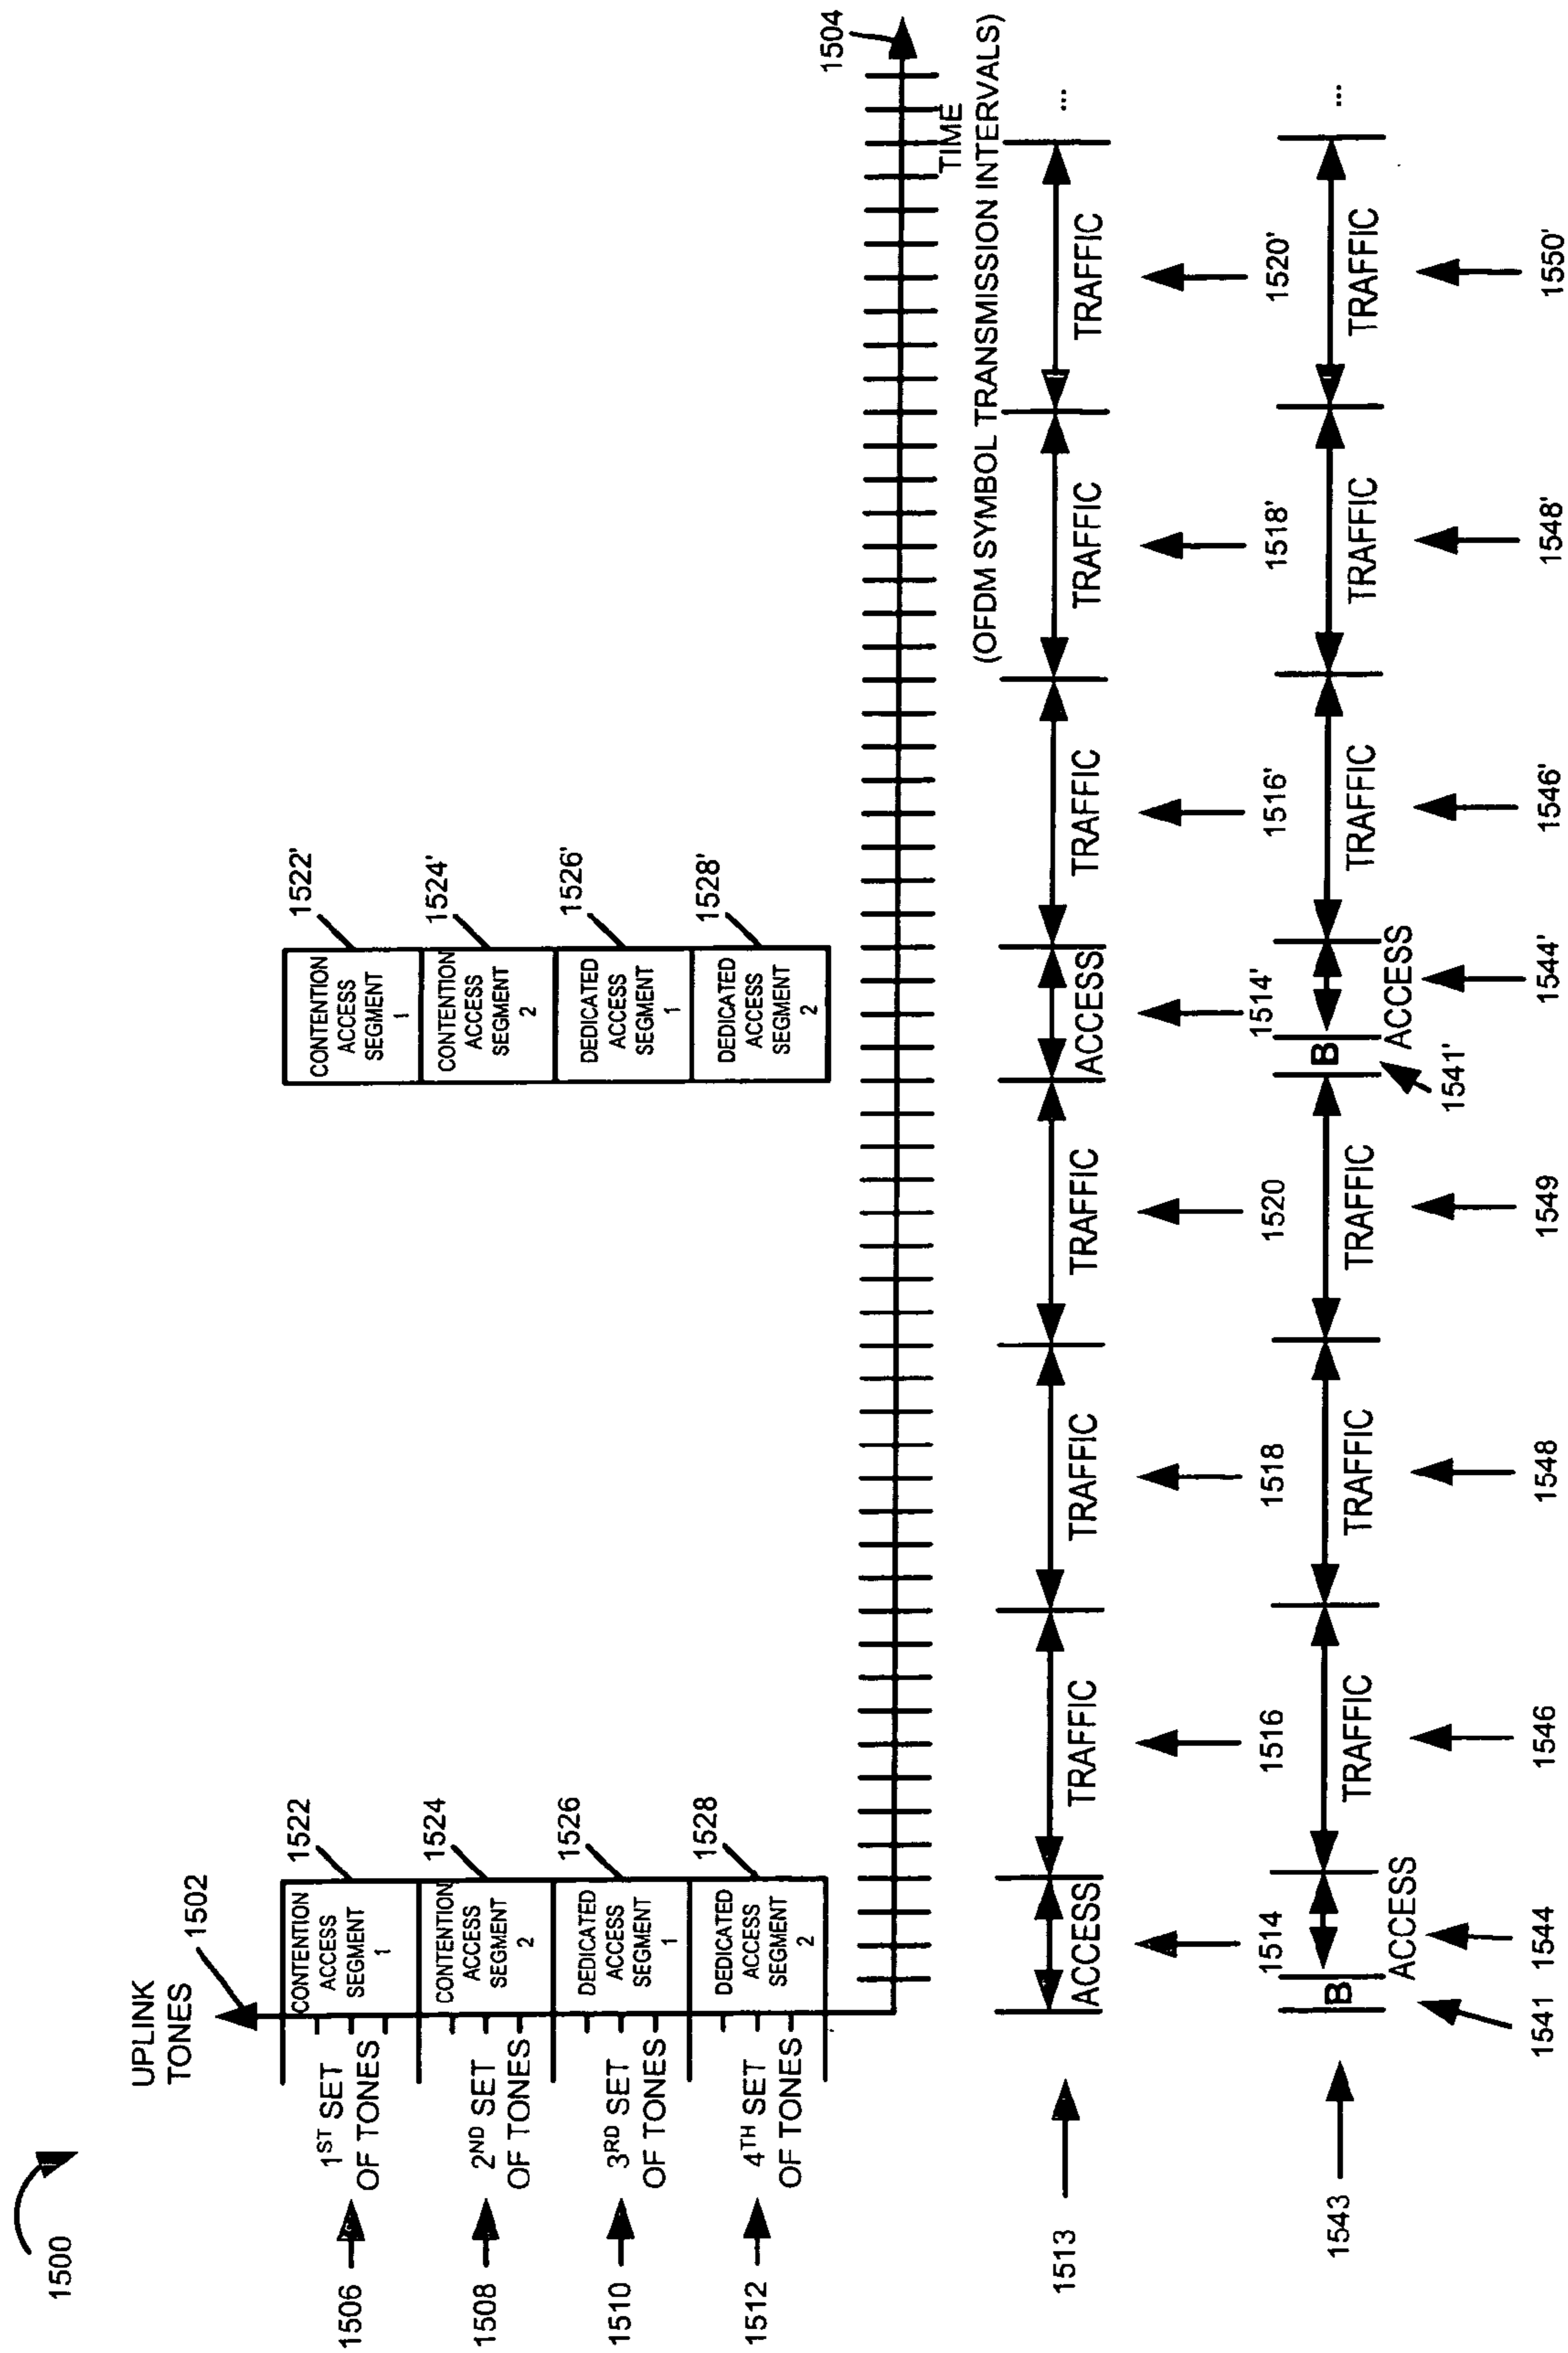 1500
UPLINK
TONES
1502
1506
1ST SET
OF TONES
1508
2ND SET
OF TONES
1510
3RD SET
OF TONES
1512
4TH SET
OF TONES
CONTENTION
ACCESS
SEGMENT
1
1522
CONTENTION
ACCESS
SEGMENT
2
1524
DEDICATED
ACCESS
SEGMENT
1
1526
DEDICATED
ACCESS
SEGMENT
2
1528
CONTENTION
ACCESS
SEGMENT
1
1522'
CONTENTION
ACCESS
SEGMENT
2
1524'
DEDICATED
ACCESS
SEGMENT
1
1526'
DEDICATED
ACCESS
SEGMENT
2
1528'
1504
TIME
(OFDM SYMBOL TRANSMISSION INTERVALS)
1513
ACCESS
TRAFFIC
TRAFFIC
TRAFFIC
ACCESS
TRAFFIC
TRAFFIC
TRAFFIC
...
1514
1516
1518
1520
1514'
1516'
1518'
1520'
1543
B
ACCESS
TRAFFIC
TRAFFIC
TRAFFIC
B
ACCESS
TRAFFIC
TRAFFIC
TRAFFIC
...
1541
1544
1546
1548
1549
1541'
1544'
1546'
1548'
1550'